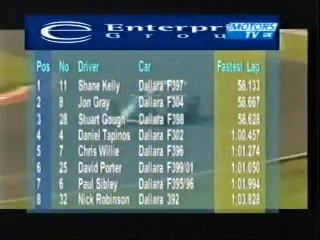 Enterpr
Group
MOTORS
TV
Pos No Driver Car Fastest Lap
1 11 Shane Kelly Dallara F397 58.133
2 8 Jon Gray Dallara F304 58.667
3 28 Stuart Gough Dallara F398 58.628
4 4 Daniel Tapinos Dallara F302 1:00.457
5 7 Chris Willie Dallara F396 1:01.274
6 25 David Porter Dallara F399/01 1:01.050
7 6 Paul Sibley Dallara F395/96 1:01.994
8 32 Nick Robinson Dallara 392 1:03.828